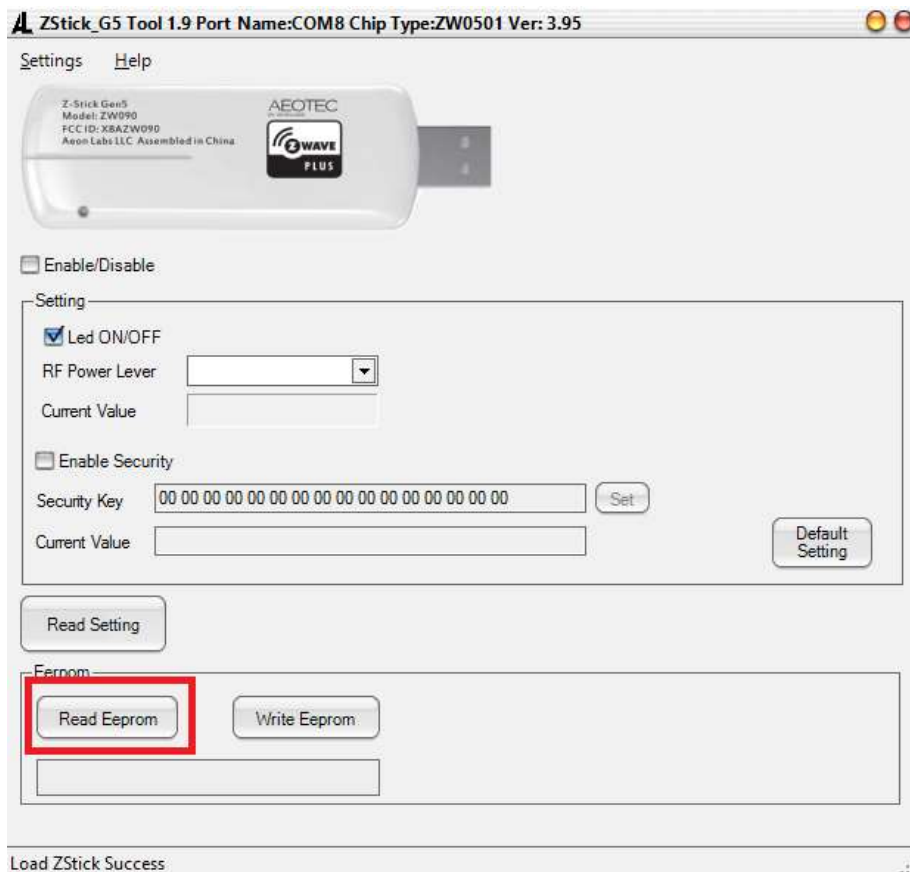 ZStick_G5 Tool 1.9 Port Name:COM8 Chip Type:ZW0501 Ver: 3.95
Settings Help
Z-Stick Gen5
Model: ZW090
FCC ID: XBAZW090
Aeon Labs LLC Assembled in China
AEOTEC
Z WAVE
PLUS
Enable/Disable
Setting
Led ON/OFF
RF Power Lever
Current Value
Enable Security
Security Key 00 00 00 00 00 00 00 00 00 00 00 00 00 00 00 00 Set
Current Value
Default
Setting
Read Setting
Eernom
Read Eeprom Write Eeprom
Load ZStick Success